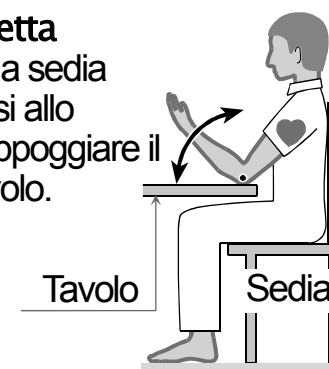 etta
a sedia
si allo
ppoggiare il
volo.
Tavolo
Sedia